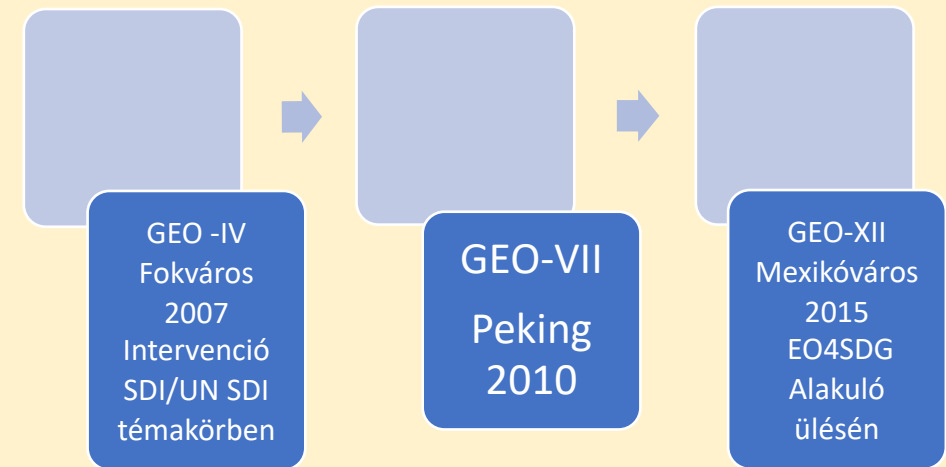 GEO -IV
Fokváros
2007
Intervenció
SDI/UN SDI
témakörben
GEO-VII
Peking
2010
GEO-XII
Mexikóváros
2015
EO4SDG
Alakuló
ülésén